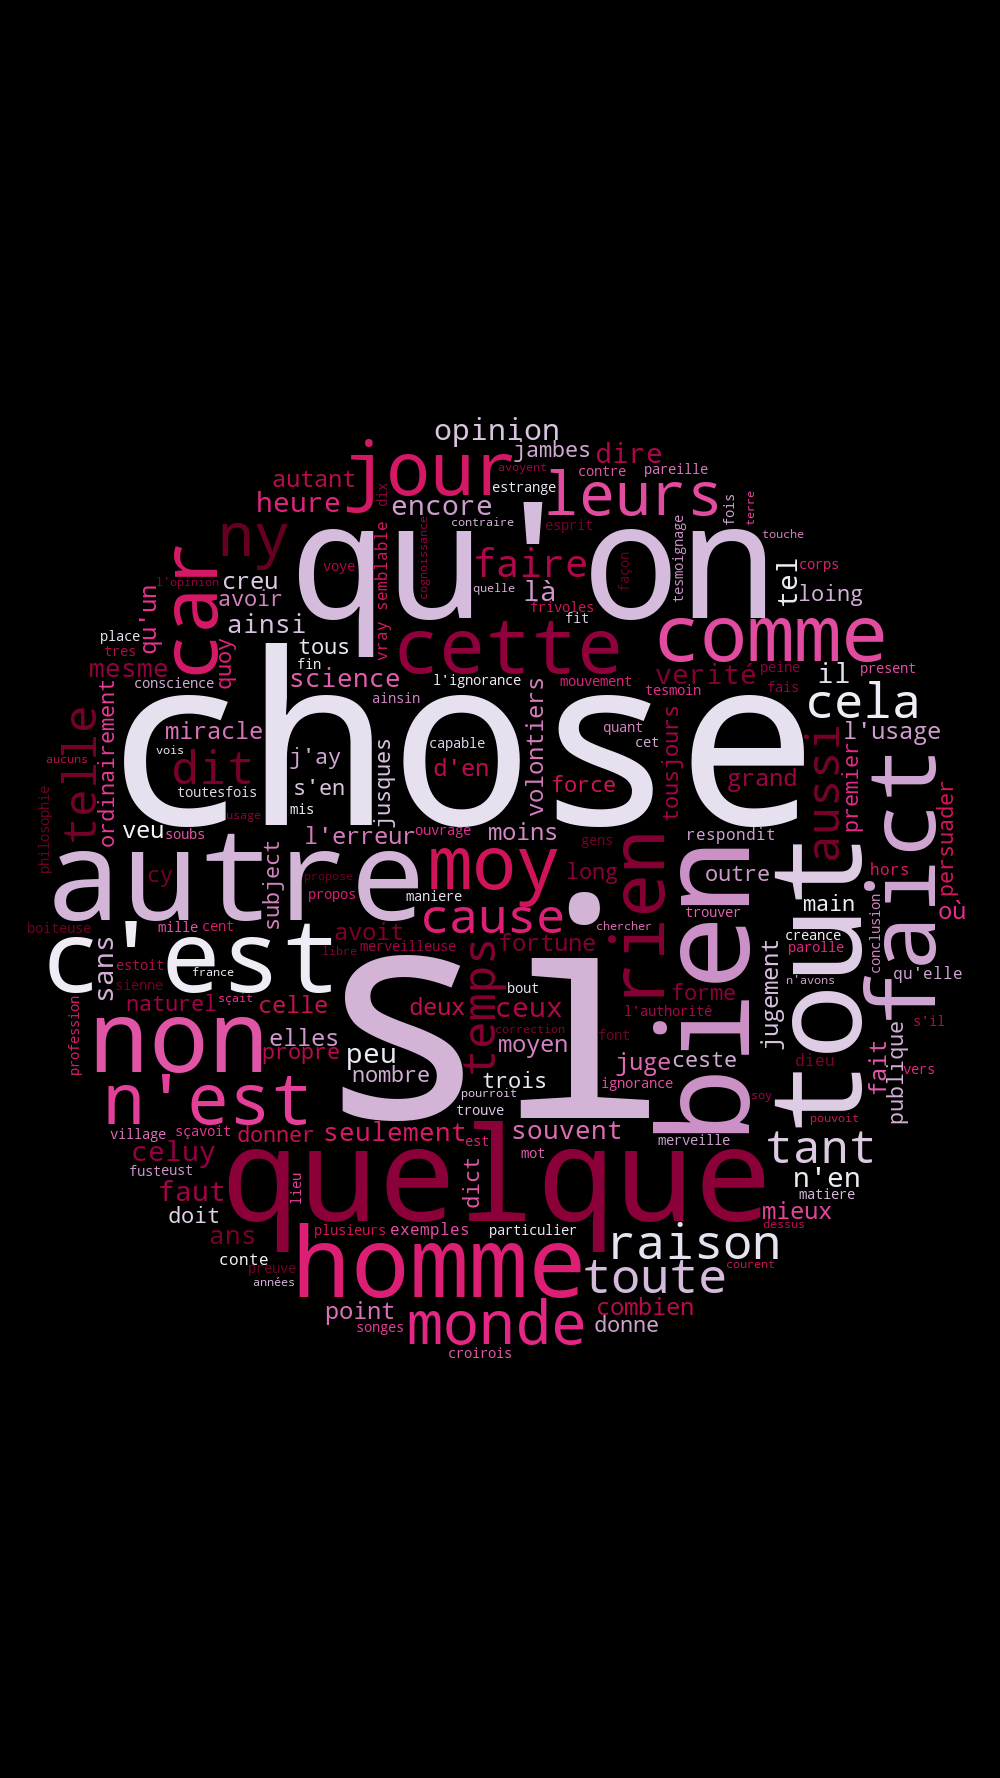 opinion
jambes
dire
jour
avoyent
contre
pareille
autant
dix
estrange
leurs
heure
encore
qu'on
fois
terre
ny
contraire
esprit
touche
car
vray semblable
cognoissance
faire
tesmoignage
voye
façon
tel
corps
l'opinion
creu
quelle
là
loing
avoir
frivoles
qu'un
ainsi
fit
cette
comme
place
tous
tres
quoy
fin
mesme
science
l'ignorance
mouvement
verité
peine
il
present
conscience
tesmoin
fais
chose
ainsin
cela
ordinairement
volontiers
tousjours
telle
miracle
quant
l'usage
vois
j'ay
jusques
capable
cet
aussi
aucuns
dit
d'en
toutesfois
s'en
force
grand
premier
philosophie
mis
usage
persuader
veu
soubs
l'erreur
ouvrage
moins
respondit
autre
subject
moy
gens
rien
bien
tout
faict
cy
propose
propos
maniere
long
outre
hors
main
où
boiteuse
mille
cent
cause
chercher
trouver
creance
conclusion
c'est
avoit
parolle
sans
libre
merveilleuse
fortune
jugement
estoit
france
temps
n'avons
qu'elle
sienne
sçait
si
bout
forme
naturel
celle
deux
ceux
l'authorité
non
profession
elles
correction
font
s'il
propre
peu
moyen
juge
ceste
dieu
fait
publique
nombre
trois
ignorance
vers
n'est
pourroit
soy
trouve
pouvoit
village
sçavoit
donner
seulement
est
souvent
merveille
tant
celuy
mot
fust
eust
quelque
dict
n'en
faut
lieu
matiere
doit
mieux
ans
plusieurs
exemples
particulier
dessus
conte
homme
raison
preuve
années
toute
courent
point
monde
combien
songes
donne
croirois